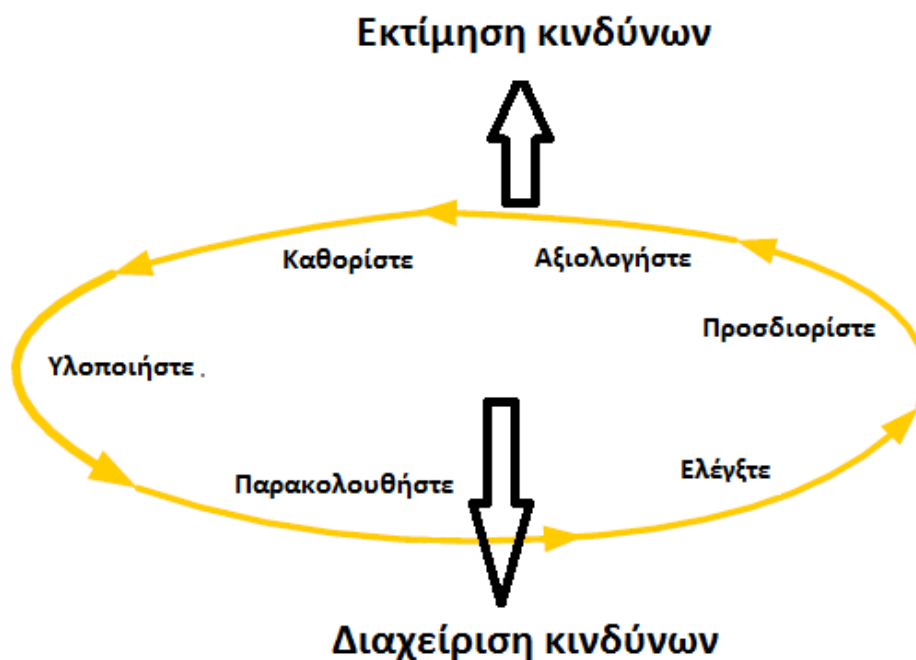 Εκτίμηση κινδύνων
Καθορίστε
Αξιολογήστε
Προσδιορίστε
Υλοποιήστε .
Παρακολουθήστε
Ελέγξτε
Διαχείριση κινδύνων